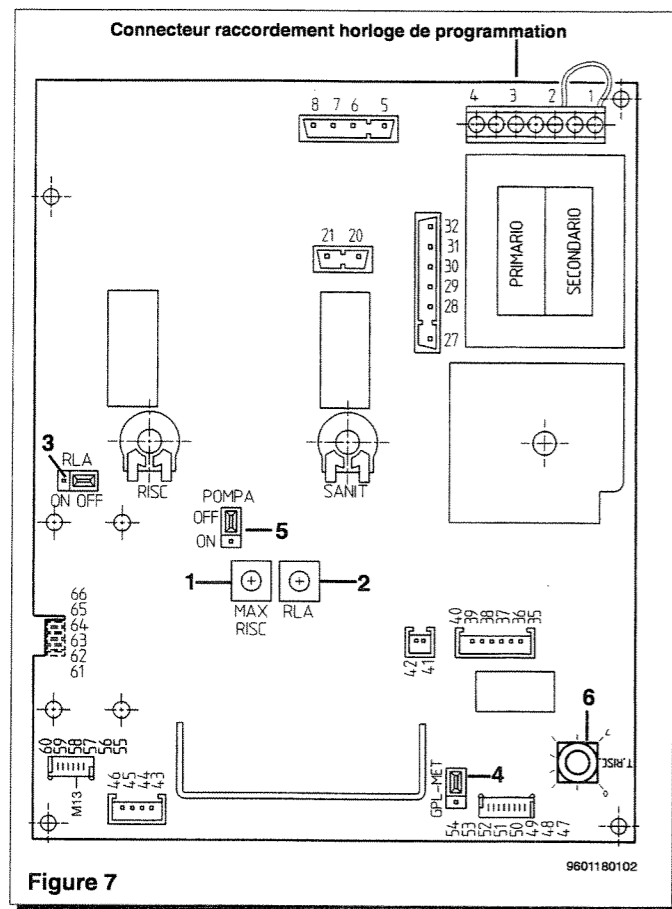 Connecteur raccordement horloge de programmation
8 7 6 5
4 3 2 1
21 20
32
31
30
29
28
27
PRIMARIO
SECONDARIO
3
RLA
ON OFF
RISC
SANIT
POMPA
OFF
ON
5
1
2
MAX
RISC
RLA
66
65
64
63
62
61
42
41
40
39
38
37
36
35
6
7
T.RISC.
0
60
59
58
57
56
55
M13
46
45
44
43
4
GPL-MET
54
53
52
51
50
49
48
47
9601180102
Figure 7